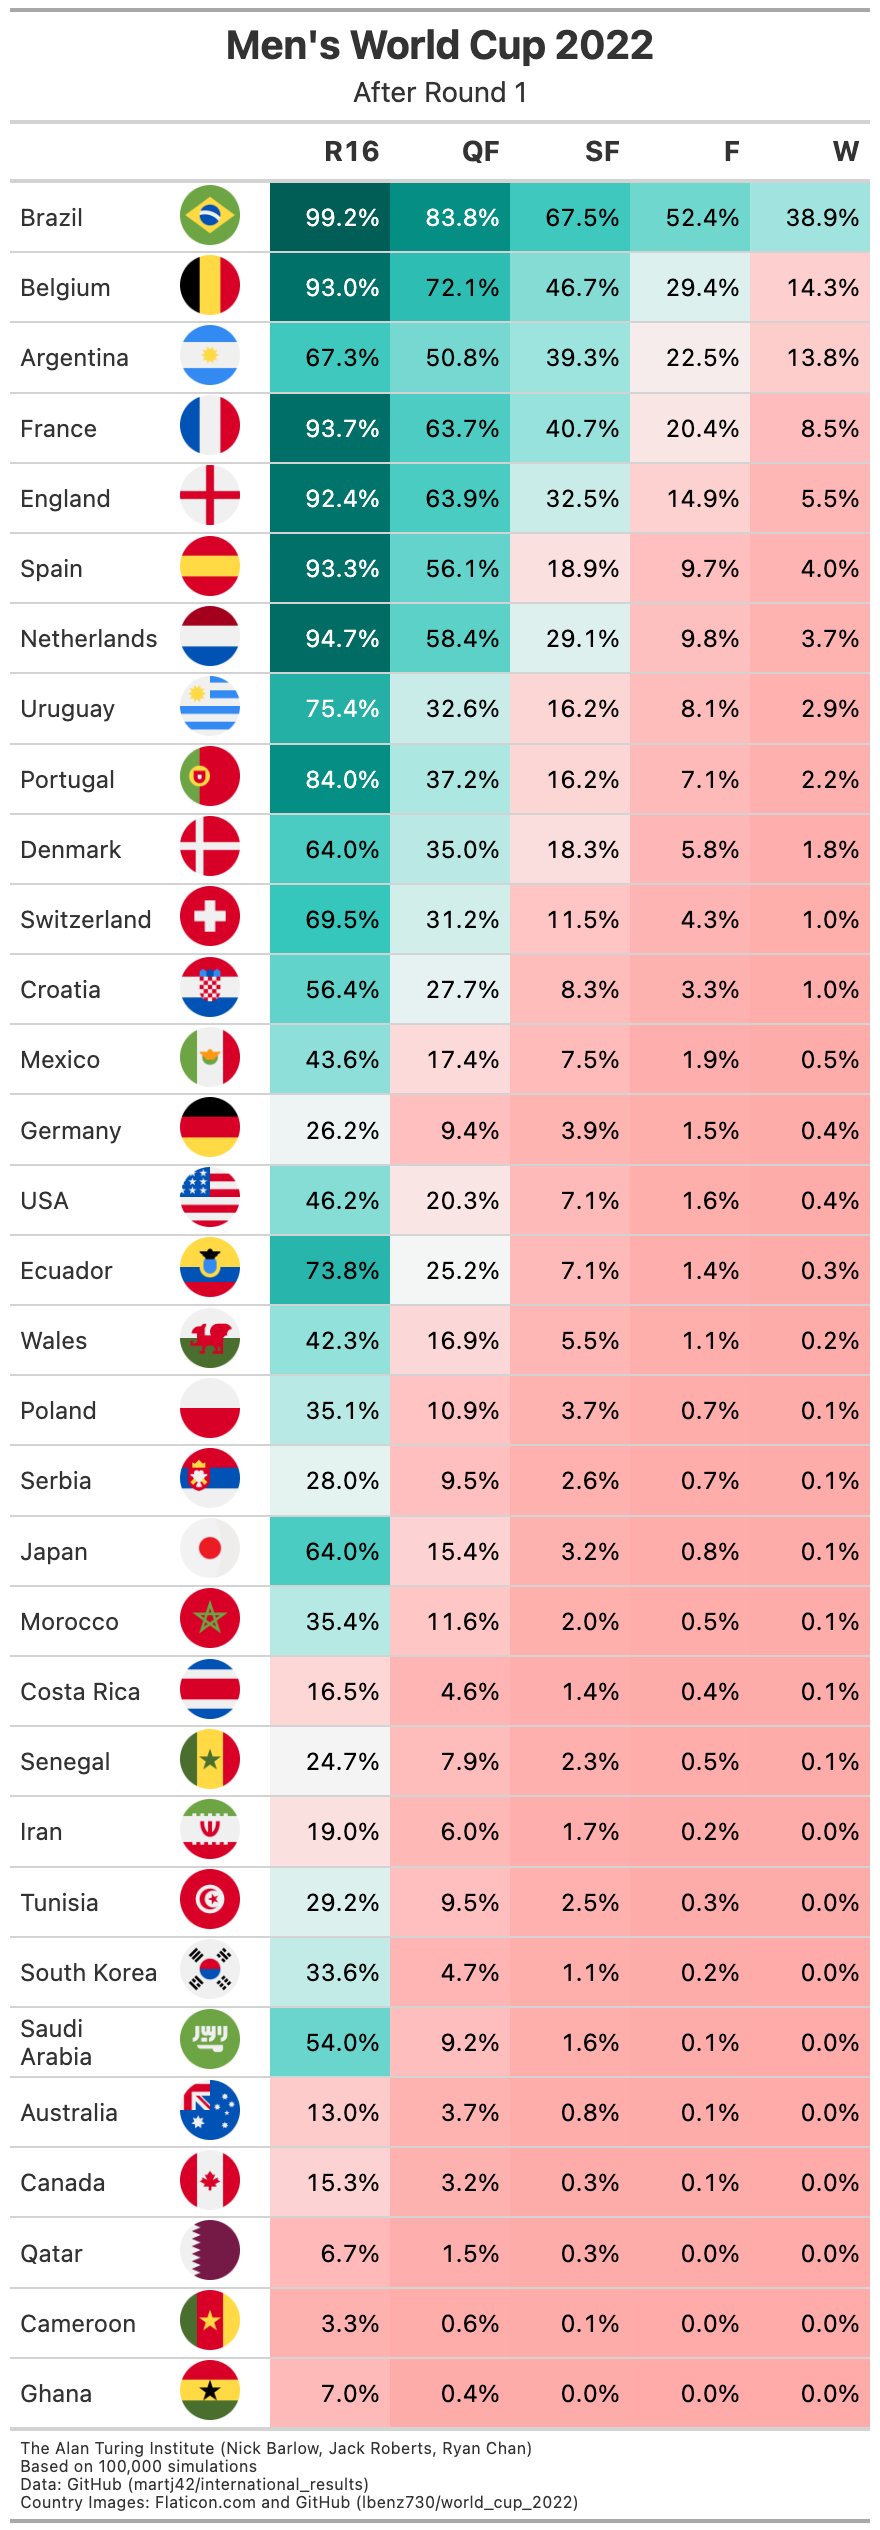 Men's World Cup 2022
After Round 1
R16 QF SF F W
Brazil 99.2% 83.8% 67.5% 52.4% 38.9%
Belgium 93.0% 72.1% 46.7% 29.4% 14.3%
Argentina 67.3% 50.8% 39.3% 22.5% 13.8%
France 93.7% 63.7% 40.7% 20.4% 8.5%
England 92.4% 63.9% 32.5% 14.9% 5.5%
Spain 93.3% 56.1% 18.9% 9.7% 4.0%
Netherlands 94.7% 58.4% 29.1% 9.8% 3.7%
Uruguay 75.4% 32.6% 16.2% 8.1% 2.9%
Portugal 84.0% 37.2% 16.2% 7.1% 2.2%
Denmark 64.0% 35.0% 18.3% 5.8% 1.8%
Switzerland 69.5% 31.2% 11.5% 4.3% 1.0%
Croatia 56.4% 27.7% 8.3% 3.3% 1.0%
Mexico 43.6% 17.4% 7.5% 1.9% 0.5%
Germany 26.2% 9.4% 3.9% 1.5% 0.4%
USA 46.2% 20.3% 7.1% 1.6% 0.4%
Ecuador 73.8% 25.2% 7.1% 1.4% 0.3%
Wales 42.3% 16.9% 5.5% 1.1% 0.2%
Poland 35.1% 10.9% 3.7% 0.7% 0.1%
Serbia 28.0% 9.5% 2.6% 0.7% 0.1%
Japan 64.0% 15.4% 3.2% 0.8% 0.1%
Morocco 35.4% 11.6% 2.0% 0.5% 0.1%
Costa Rica 16.5% 4.6% 1.4% 0.4% 0.1%
Senegal 24.7% 7.9% 2.3% 0.5% 0.1%
Iran 19.0% 6.0% 1.7% 0.2% 0.0%
Tunisia 29.2% 9.5% 2.5% 0.3% 0.0%
South Korea 33.6% 4.7% 1.1% 0.2% 0.0%
Saudi
Arabia 54.0% 9.2% 1.6% 0.1% 0.0%
Australia 13.0% 3.7% 0.8% 0.1% 0.0%
Canada 15.3% 3.2% 0.3% 0.1% 0.0%
Qatar 6.7% 1.5% 0.3% 0.0% 0.0%
Cameroon 3.3% 0.6% 0.1% 0.0% 0.0%
Ghana 7.0% 0.4% 0.0% 0.0% 0.0%
The Alan Turing Institute (Nick Barlow, Jack Roberts, Ryan Chan)
Based on 100,000 simulations
Data: GitHub (martj42/international_results)
Country Images: Flaticon.com and GitHub (lbenz730/world_cup_2022)